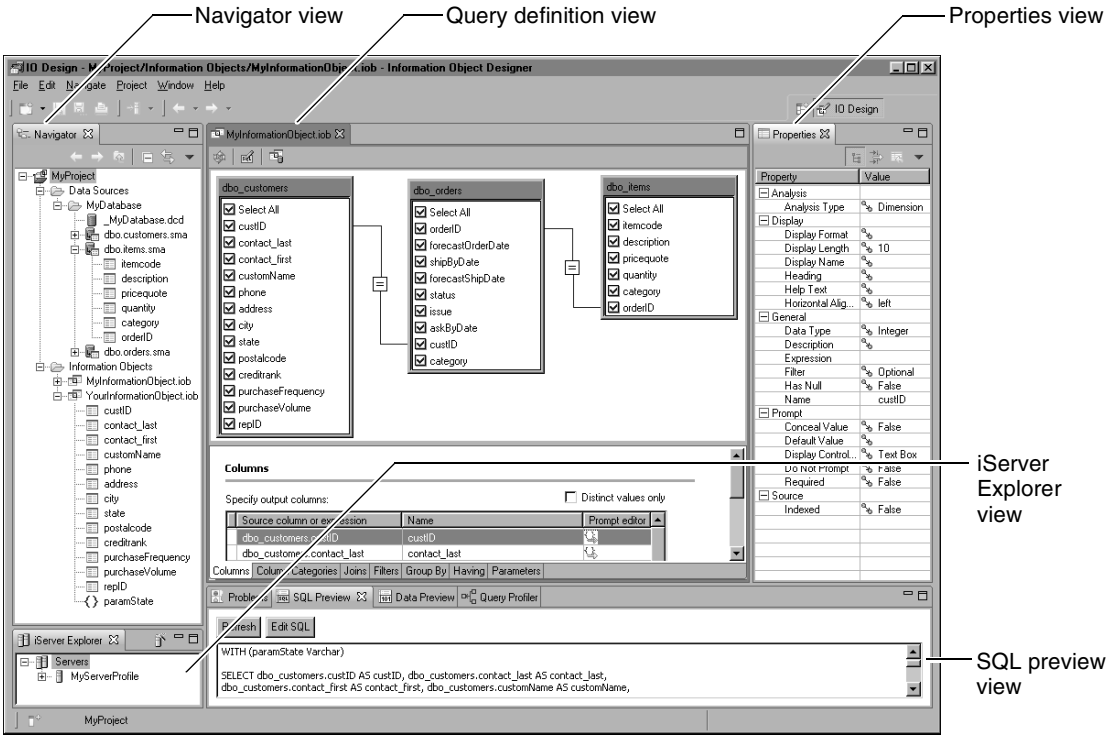 Navigator view
Query definition view
Properties view
IO Design - MyProject/Information Objects/MyInformationObject.iob - Information Object Designer
File Edit Navigate Project Window Help
IO Design
Navigator
MyProject
Data Sources
MyDatabase
_MyDatabase.dcd
dbo.customers.sma
dbo.items.sma
itemcode
description
pricequote
quantity
category
orderID
dbo.orders.sma
Information Objects
MyInformationObject.iob
YourInformationObject.iob
custID
contact_last
contact_first
customName
phone
address
city
state
postalcode
creditrank
purchaseFrequency
purchaseVolume
repID
paramState
iServer Explorer
Servers
MyServerProfile
MyProject
MyInformationObject.iob
dbo_customers
Select All
custID
contact_last
contact_first
customName
phone
address
city
state
postalcode
creditrank
purchaseFrequency
purchaseVolume
repID
dbo_orders
Select All
orderID
forecastOrderDate
shipByDate
forecastShipDate
status
issue
askByDate
custID
category
dbo_items
Select All
itemcode
description
pricequote
quantity
category
orderID
Columns
Specify output columns:
Distinct values only
Source column or expression Name Prompt editor
dbo_customers.custID custID
dbo_customers.contact_last contact_last
Columns Column Categories Joins Filters Group By Having Parameters
Problems SQL Preview Data Preview Query Profiler
Refresh Edit SQL
WITH (paramState Varchar)
SELECT dbo_customers.custID AS custID, dbo_customers.contact_last AS contact_last,
dbo_customers.contact_first AS contact_first, dbo_customers.customName AS customName,
Properties
Property Value
Analysis
Analysis Type Dimension
Display
Display Format
Display Length 10
Display Name
Heading
Help Text
Horizontal Alig... left
General
Data Type Integer
Description
Expression
Filter Optional
Has Null False
Name custID
Prompt
Conceal Value False
Default Value
Display Control... Text Box
Do Not Prompt False
Required False
Source
Indexed False
iServer
Explorer
view
SQL preview
view